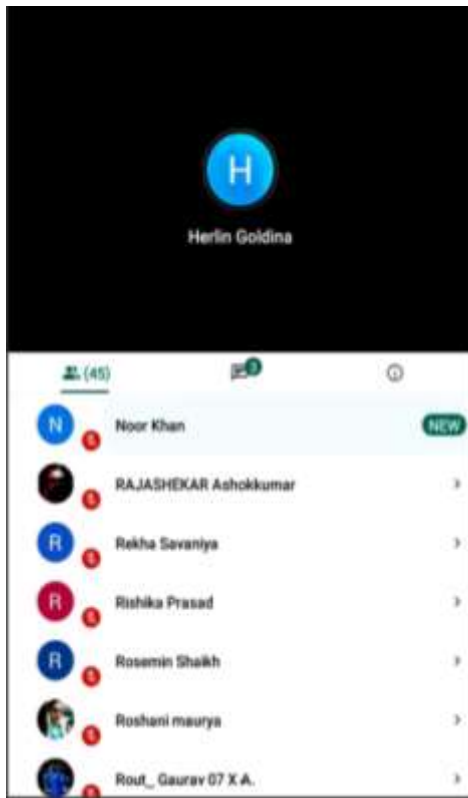 H
Herlin Goldina
(45)
3
N
Noor Khan
NEW
RAJASHEKAR Ashokkumar
R
Rekha Savaniya
R
Rishika Prasad
R
Rosemin Shaikh
Roshani maurya
Rout_ Gaurav 07 X A.